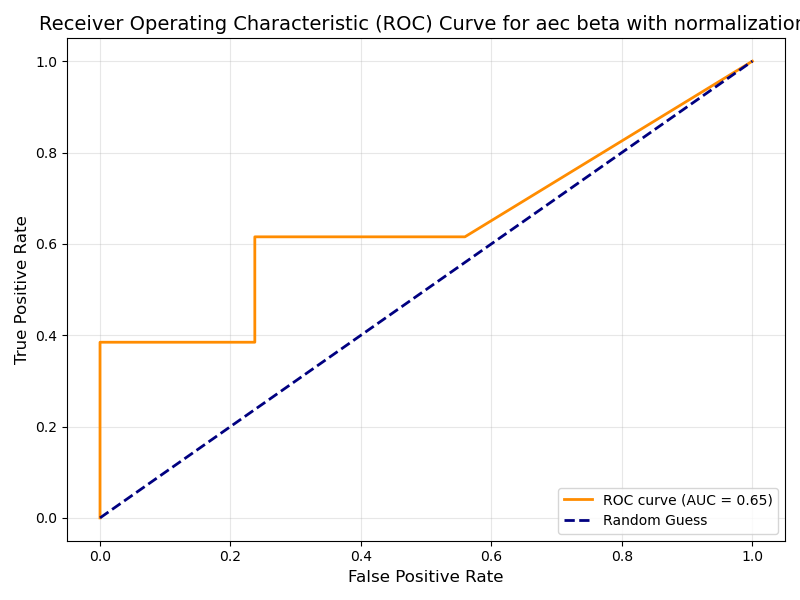 Receiver Operating Characteristic (ROC) Curve for aec beta with normalization
1.0
0.8
0.6
0.4
0.2
0.0
True Positive Rate
0.0 0.2 0.4 0.6 0.8 1.0
False Positive Rate
ROC curve (AUC = 0.65)
Random Guess